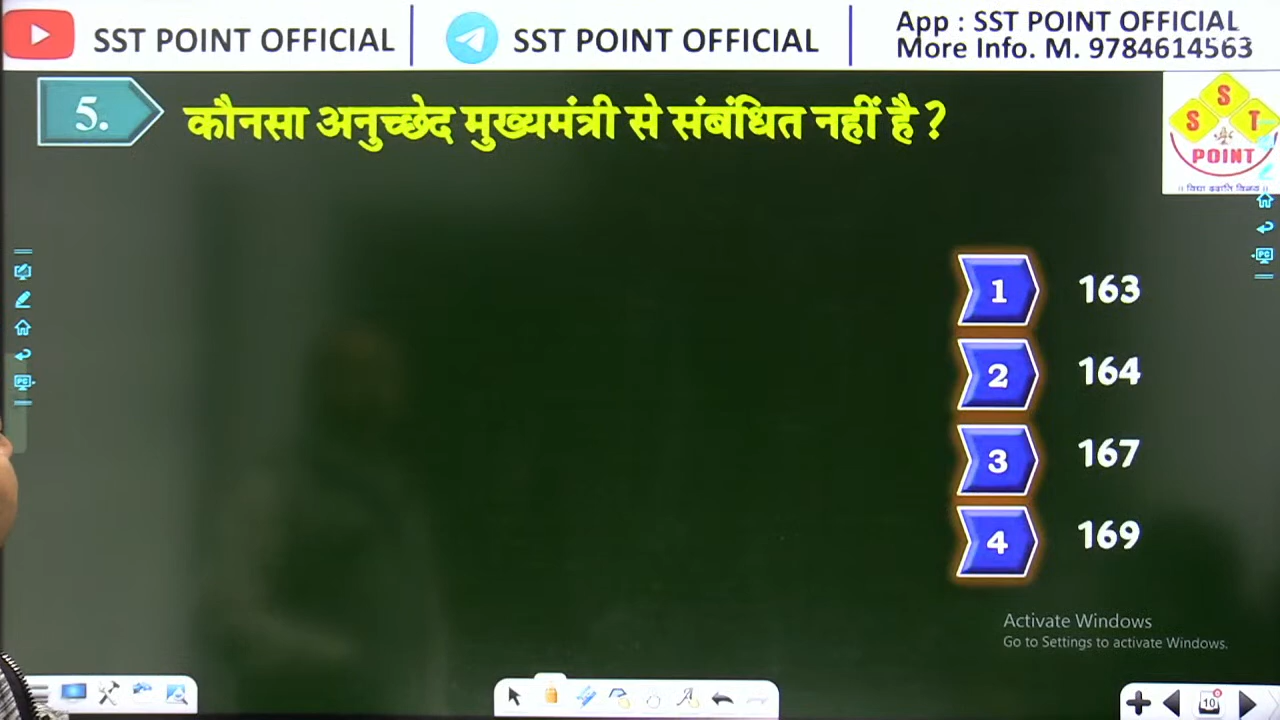 SST POINT OFFICIAL
SST POINT OFFICIAL
App : SST POINT OFFICIAL
More Info. M. 9784614563
5.
कौनसा अनुच्छेद मुख्यमंत्री से संबंधित नहीं है ?
S
S T
POINT
1 163
2 164
3 167
4 169
Activate Windows
Go to Settings to activate Windows.
10